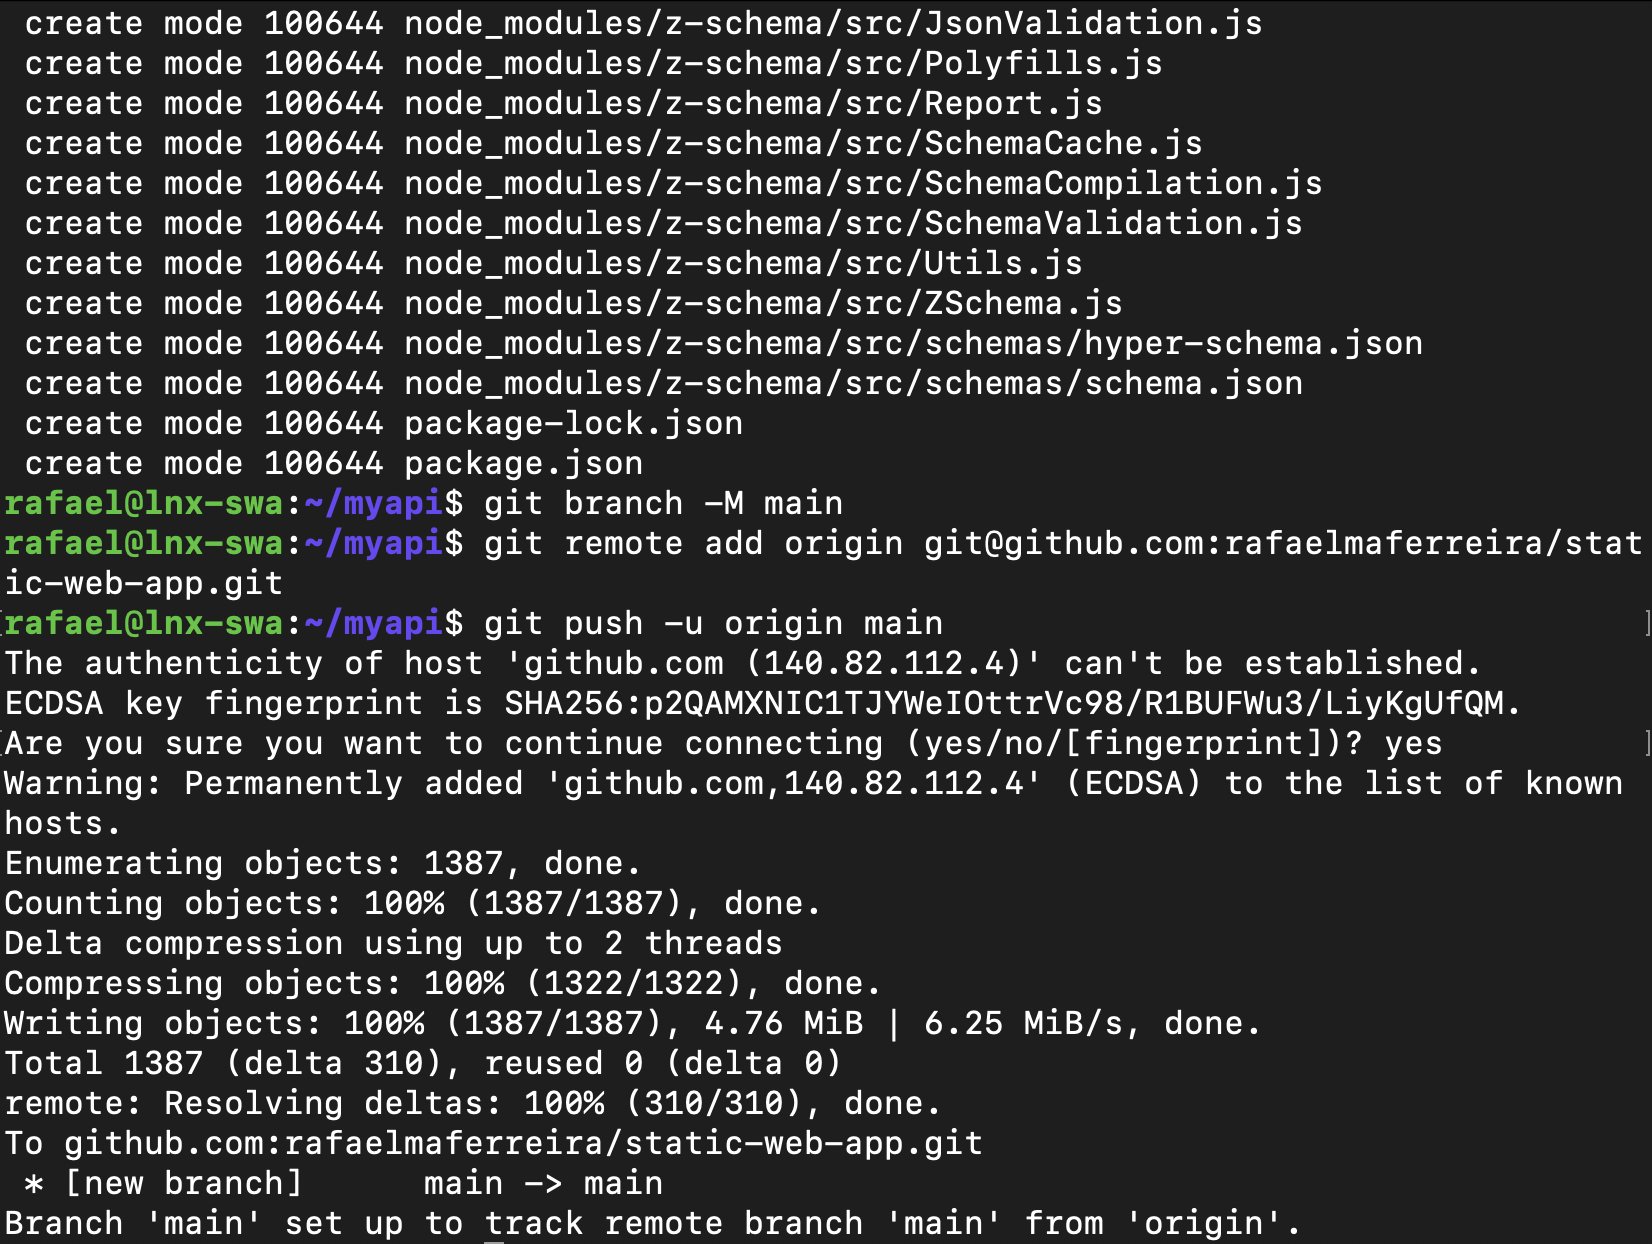 create mode 100644 node_modules/z-schema/src/JsonValidation.js
create mode 100644 node_modules/z-schema/src/Polyfills.js
create mode 100644 node_modules/z-schema/src/Report.js
create mode 100644 node_modules/z-schema/src/SchemaCache.js
create mode 100644 node_modules/z-schema/src/SchemaCompilation.js
create mode 100644 node_modules/z-schema/src/SchemaValidation.js
create mode 100644 node_modules/z-schema/src/Utils.js
create mode 100644 node_modules/z-schema/src/ZSchema.js
create mode 100644 node_modules/z-schema/src/schemas/hyper-schema.json
create mode 100644 node_modules/z-schema/src/schemas/schema.json
create mode 100644 package-lock.json
create mode 100644 package.json
rafael@lnx-swa:~/myapi$ git branch -M main
rafael@lnx-swa:~/myapi$ git remote add origin git@github.com:rafaelmaferreira/stat
ic-web-app.git
rafael@lnx-swa:~/myapi$ git push -u origin main
The authenticity of host 'github.com (140.82.112.4)' can't be established.
ECDSA key fingerprint is SHA256:p2QAMXNIC1TJYWeIOttrVc98/R1BUFWu3/LiyKgUfQM.
Are you sure you want to continue connecting (yes/no/[fingerprint])? yes
Warning: Permanently added 'github.com,140.82.112.4' (ECDSA) to the list of known
hosts.
Enumerating objects: 1387, done.
Counting objects: 100% (1387/1387), done.
Delta compression using up to 2 threads
Compressing objects: 100% (1322/1322), done.
Writing objects: 100% (1387/1387), 4.76 MiB | 6.25 MiB/s, done.
Total 1387 (delta 310), reused 0 (delta 0)
remote: Resolving deltas: 100% (310/310), done.
To github.com:rafaelmaferreira/static-web-app.git
 * [new branch]      main -> main
Branch 'main' set up to track remote branch 'main' from 'origin'.